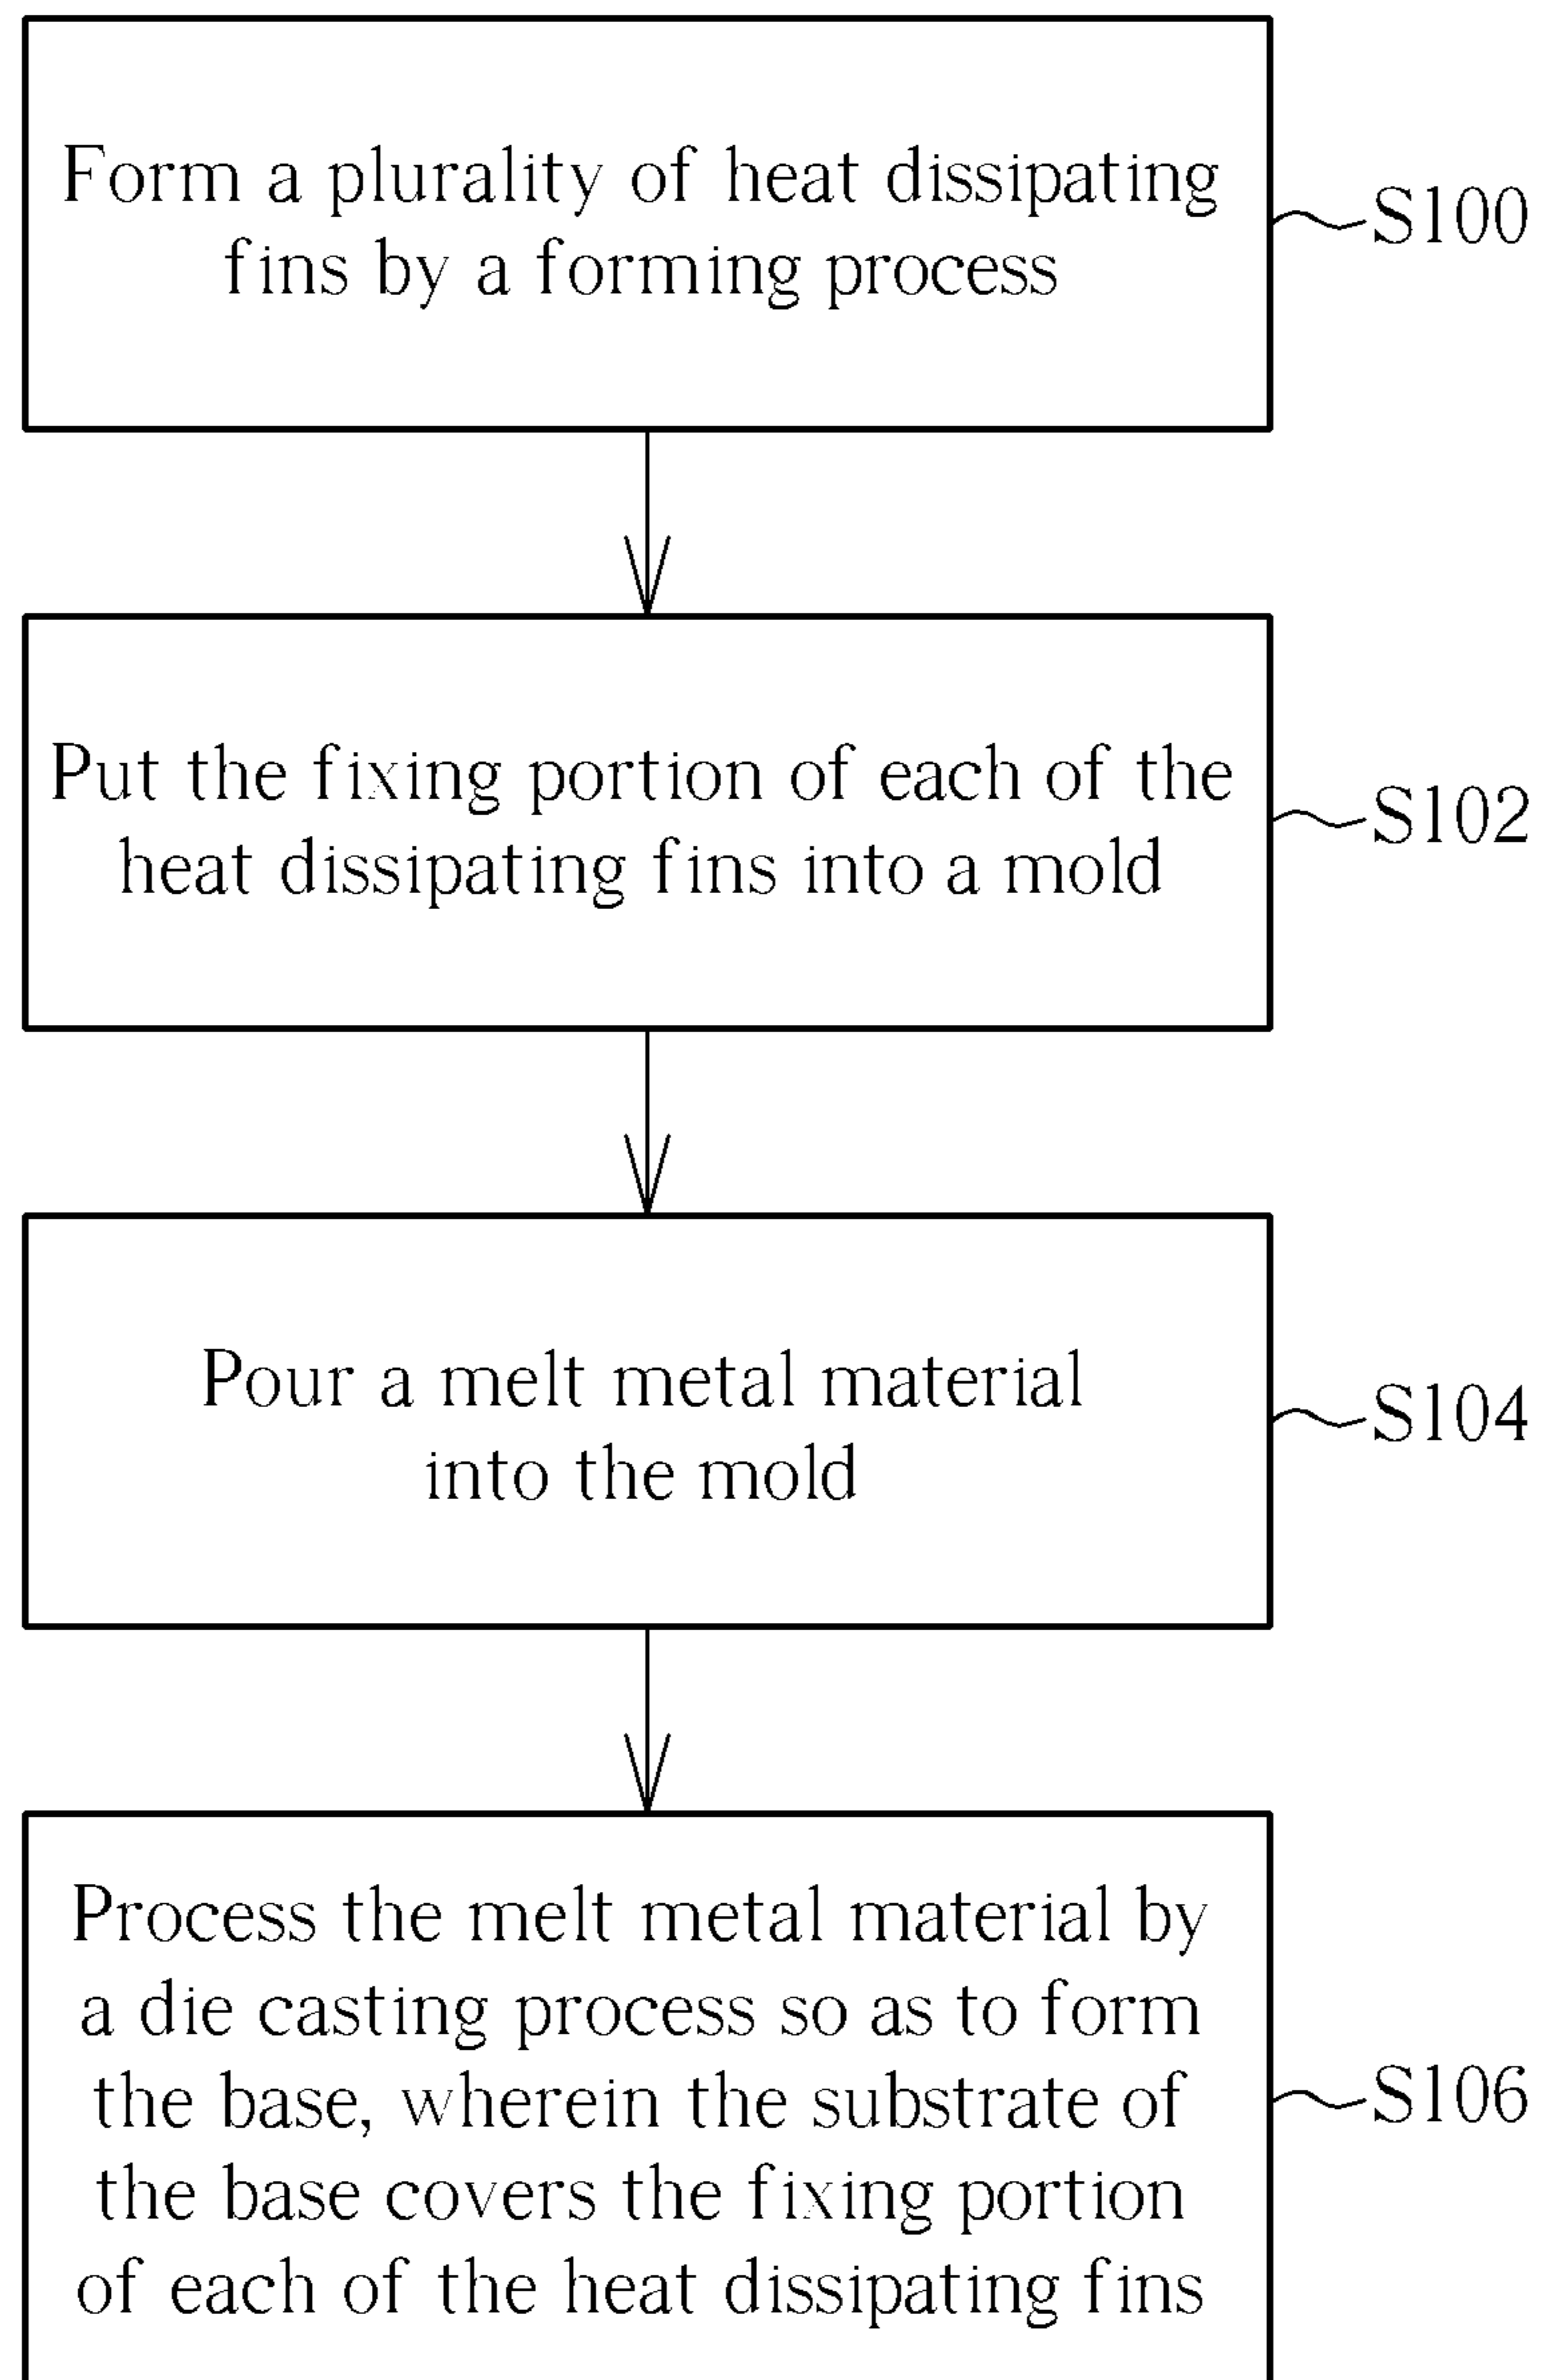 Form a plurality of heat dissipating
fins by a forming process
S100
Put the fixing portion of each of the
heat dissipating fins into a mold
S102
Pour a melt metal material
into the mold
S104
Process the melt metal material by
a die casting process so as to form
the base, wherein the substrate of
the base covers the fixing portion
of each of the heat dissipating fins
S106